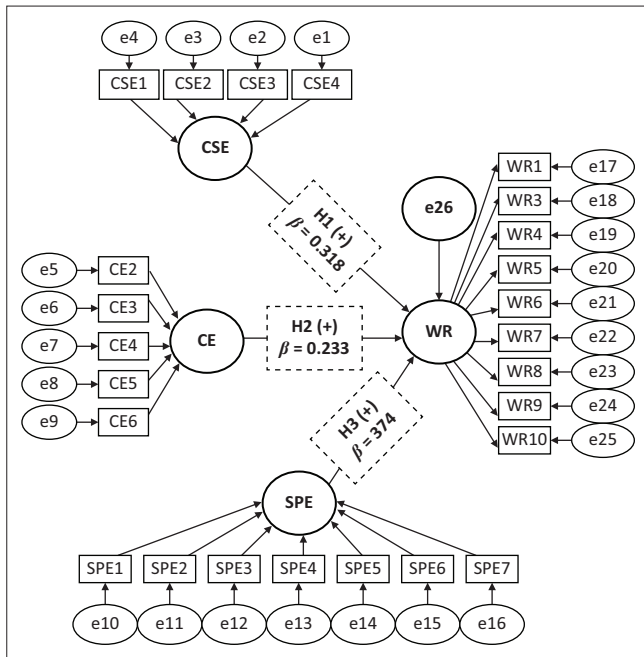 e4 e3 e2 e1
CSE1 CSE2 CSE3 CSE4
CSE
H1 (+)
β = 0.318
e26
WR1 e17
WR3 e18
WR4 e19
WR5 e20
WR6 e21
WR7 e22
WR8 e23
WR9 e24
WR10 e25
e5 CE2
e6 CE3
e7 CE4
e8 CE5
e9 CE6
CE
H2 (+)
β = 0.233
WR
H3 (+)
β = 374
SPE
SPE1 SPE2 SPE3 SPE4 SPE5 SPE6 SPE7
e10 e11 e12 e13 e14 e15 e16